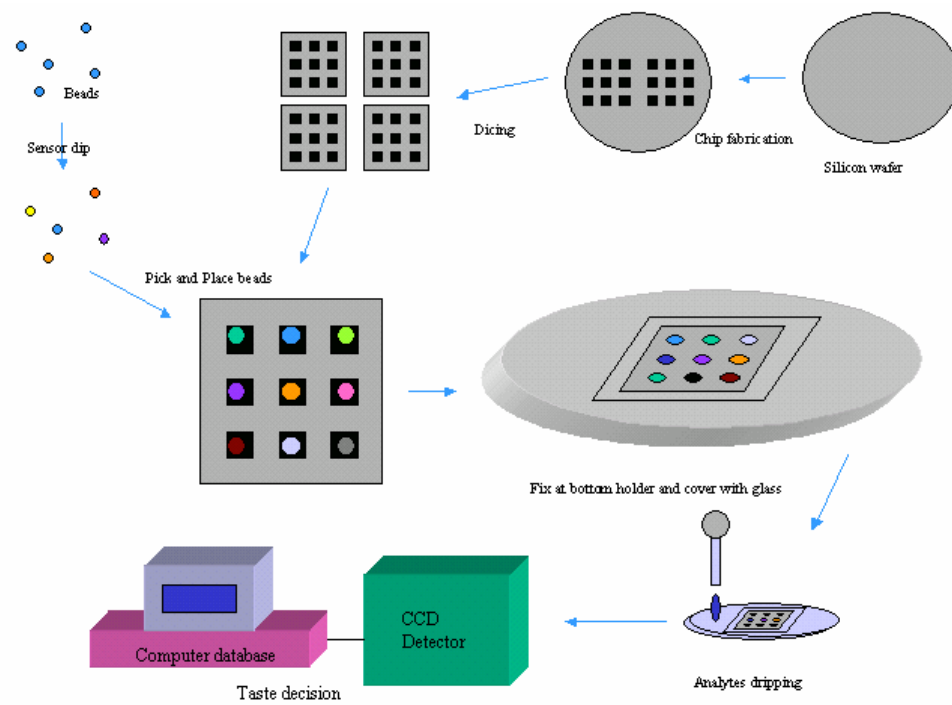 Beads
Sensor dip
Dicing
Chip fabrication
Silicon wafer
Pick and Place beads
Fix at bottom holder and cover with glass
CCD
Detector
Computer database
Taste decision
Analytes dripping